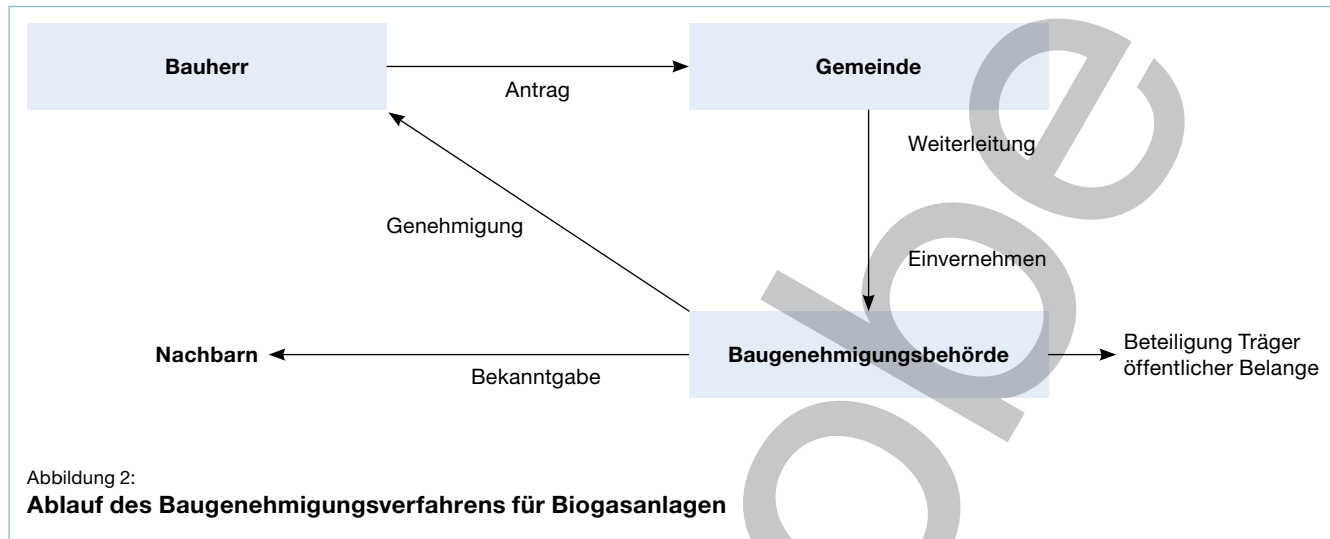 Bauherr
Antrag
Gemeinde
Weiterleitung
Genehmigung
Einvernehmen
Nachbarn
Bekanntgabe
Baugenehmigungsbehörde
Beteiligung Träger
öffentlicher Belange
Abbildung 2:
Ablauf des Baugenehmigungsverfahrens für Biogasanlagen
obe